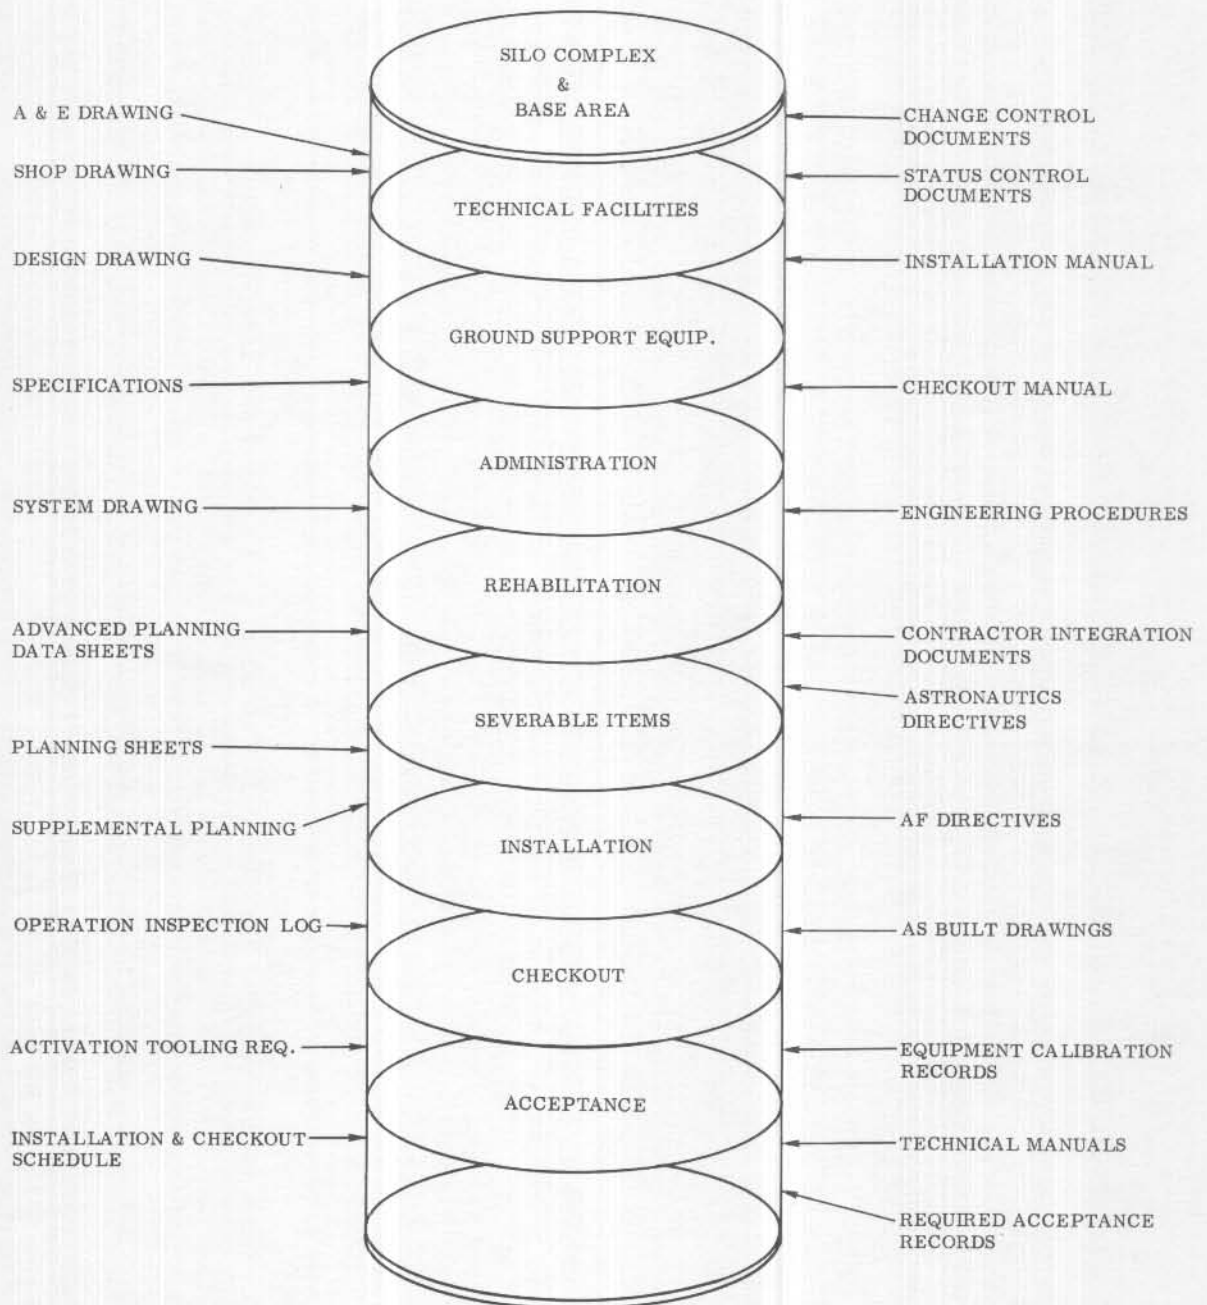 SILO COMPLEX
&
BASE AREA
TECHNICAL FACILITIES
GROUND SUPPORT EQUIP.
ADMINISTRATION
REHABILITATION
SEVERABLE ITEMS
INSTALLATION
CHECKOUT
ACCEPTANCE
A & E DRAWING
SHOP DRAWING
DESIGN DRAWING
SPECIFICATIONS
SYSTEM DRAWING
ADVANCED PLANNING
DATA SHEETS
PLANNING SHEETS
SUPPLEMENTAL PLANNING
OPERATION INSPECTION LOG
ACTIVATION TOOLING REQ.
INSTALLATION & CHECKOUT
SCHEDULE
CHANGE CONTROL
DOCUMENTS
STATUS CONTROL
DOCUMENTS
INSTALLATION MANUAL
CHECKOUT MANUAL
ENGINEERING PROCEDURES
CONTRACTOR INTEGRATION
DOCUMENTS
ASTRONAUTICS
DIRECTIVES
AF DIRECTIVES
AS BUILT DRAWINGS
EQUIPMENT CALIBRATION
RECORDS
TECHNICAL MANUALS
REQUIRED ACCEPTANCE
RECORDS